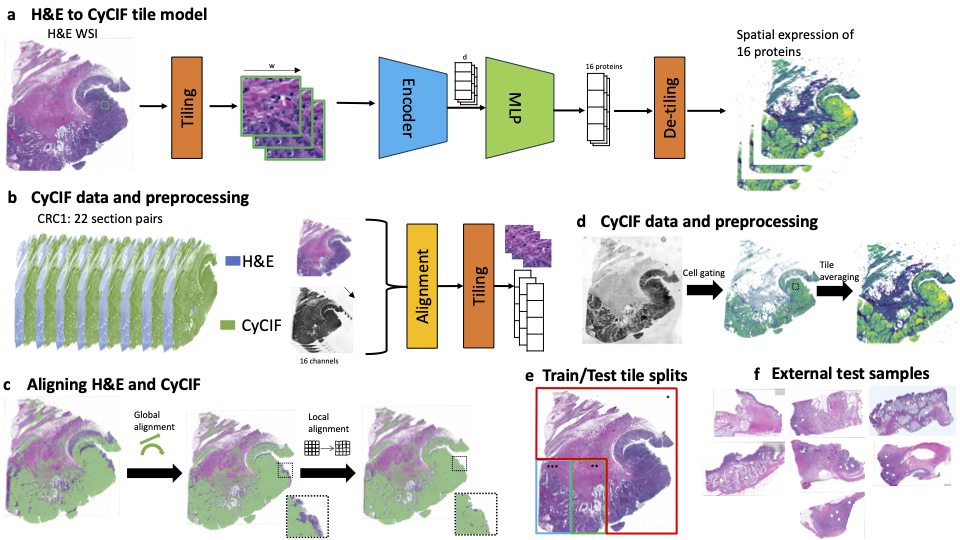 a H&E to CyCIF tile model
H&E WSI
Tiling
w
Encoder
d
MLP
16 proteins
De-tiling
Spatial expression of
16 proteins
b CyCIF data and preprocessing
CRC1: 22 section pairs
H&E
CyCIF
16 channels
Alignment
Tiling
d CyCIF data and preprocessing
Cell gating
Tile
averaging
c Aligning H&E and CyCIF
Global
alignment
Local
alignment
e Train/Test tile splits
*
***
**
f External test samples